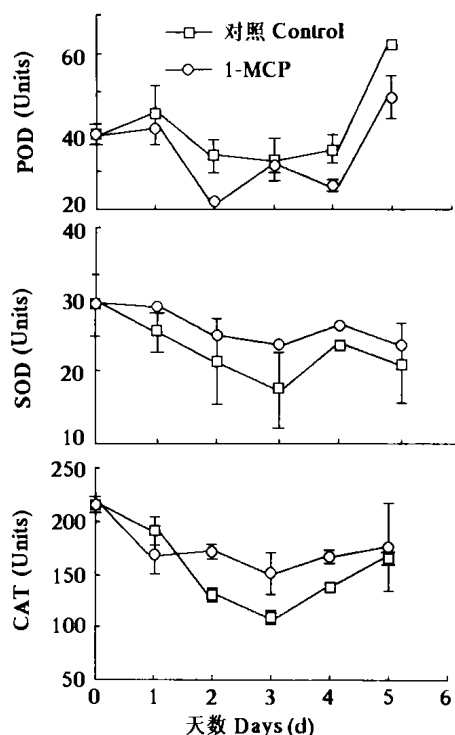 对照 Control
1-MCP
60
40
20
POD (Units)
40
30
20
10
SOD (Units)
250
200
150
100
50
CAT (Units)
0 1 2 3 4 5 6
天数 Days (d)